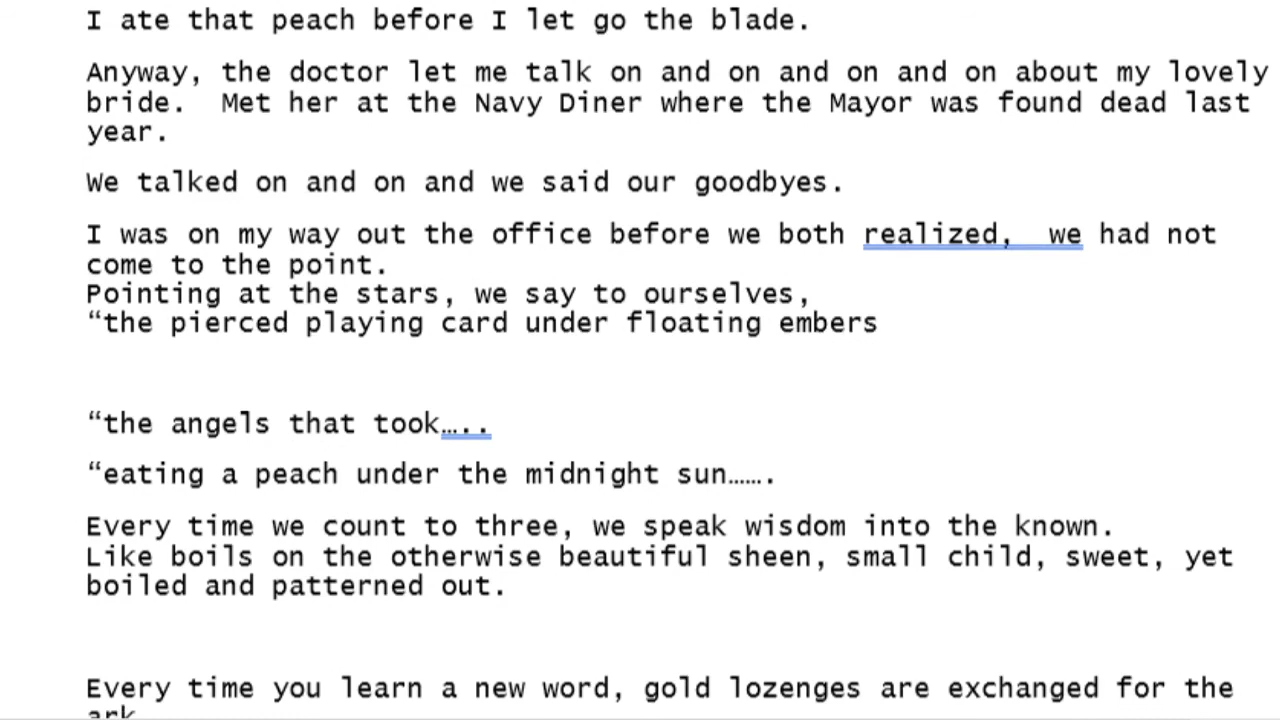 I ate that peach before I let go the blade.
Anyway, the doctor let me talk on and on and on and on about my lovely
bride.  Met her at the Navy Diner where the Mayor was found dead last
year.
We talked on and on and we said our goodbyes.
I was on my way out the office before we both realized,  we had not
come to the point.
Pointing at the stars, we say to ourselves,
“the pierced playing card under floating embers
“the angels that took…..
“eating a peach under the midnight sun…….
Every time we count to three, we speak wisdom into the known.
Like boils on the otherwise beautiful sheen, small child, sweet, yet
boiled and patterned out.
Every time you learn a new word, gold lozenges are exchanged for the
ark